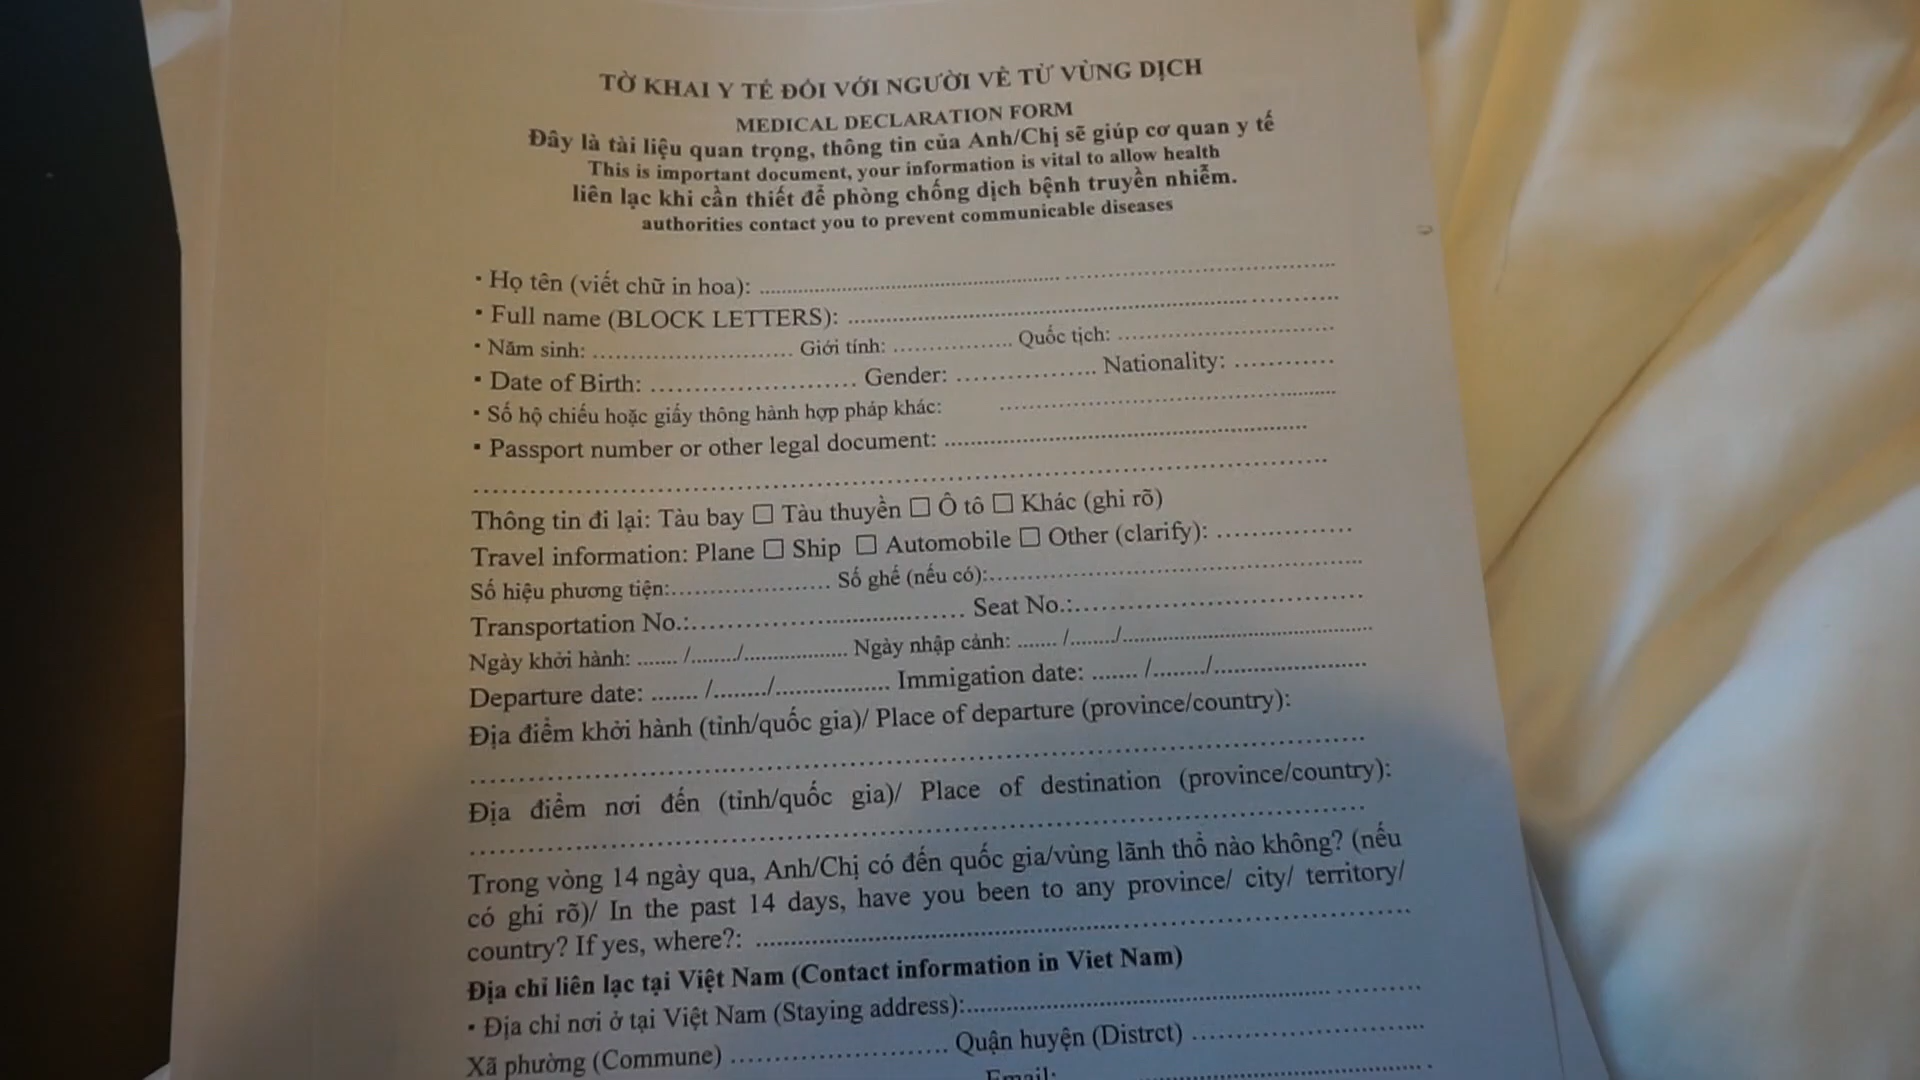 TỜ KHAI Y TẾ ĐỐI VỚI NGƯỜI VỀ TỪ VÙNG DỊCH
MEDICAL DECLARATION FORM
Đây là tài liệu quan trọng, thông tin của Anh/Chị sẽ giúp cơ quan y tế
This is important document, your information is vital to allow health
liên lạc khi cần thiết để phòng chống dịch bệnh truyền nhiễm.
authorities contact you to prevent communicable diseases
• Họ tên (viết chữ in hoa): ............................................................
• Full name (BLOCK LETTERS): ............................................................
• Năm sinh: ............................ Giới tính: ................. Quốc tịch: ..............................
• Date of Birth: ............................ Gender: .................... Nationality: ..............
• Số hộ chiếu hoặc giấy thông hành hợp pháp khác: ................................................
• Passport number or other legal document: ............................................................
................................................................................................................
Thông tin đi lại: Tàu bay ☐ Tàu thuyền ☐ Ô tô ☐ Khác (ghi rõ)
Travel information: Plane ☐ Ship ☐ Automobile ☐ Other (clarify): .................
Số hiệu phương tiện:....................... Số ghế (nếu có):............................................................
Transportation No.:...................................... Seat No.:........................................
Ngày khởi hành: ....... /......../.................... Ngày nhập cảnh: ....... /......../........................................
Departure date: ....... /......../.................... Immigation date: ....... /......../........................
Địa điểm khởi hành (tỉnh/quốc gia)/ Place of departure (province/country):
................................................................................................................
Địa điểm nơi đến (tỉnh/quốc gia)/ Place of destination (province/country):
................................................................................................................
Trong vòng 14 ngày qua, Anh/Chị có đến quốc gia/vùng lãnh thổ nào không? (nếu
có ghi rõ)/ In the past 14 days, have you been to any province/ city/ territory/
country? If yes, where?: ............................................................
Địa chỉ liên lạc tại Việt Nam (Contact information in Viet Nam)
• Địa chỉ nơi ở tại Việt Nam (Staying address):............................................................
Xã phường (Commune) .............................. Quận huyện (Distrct) ..............................
Email: ............................................................